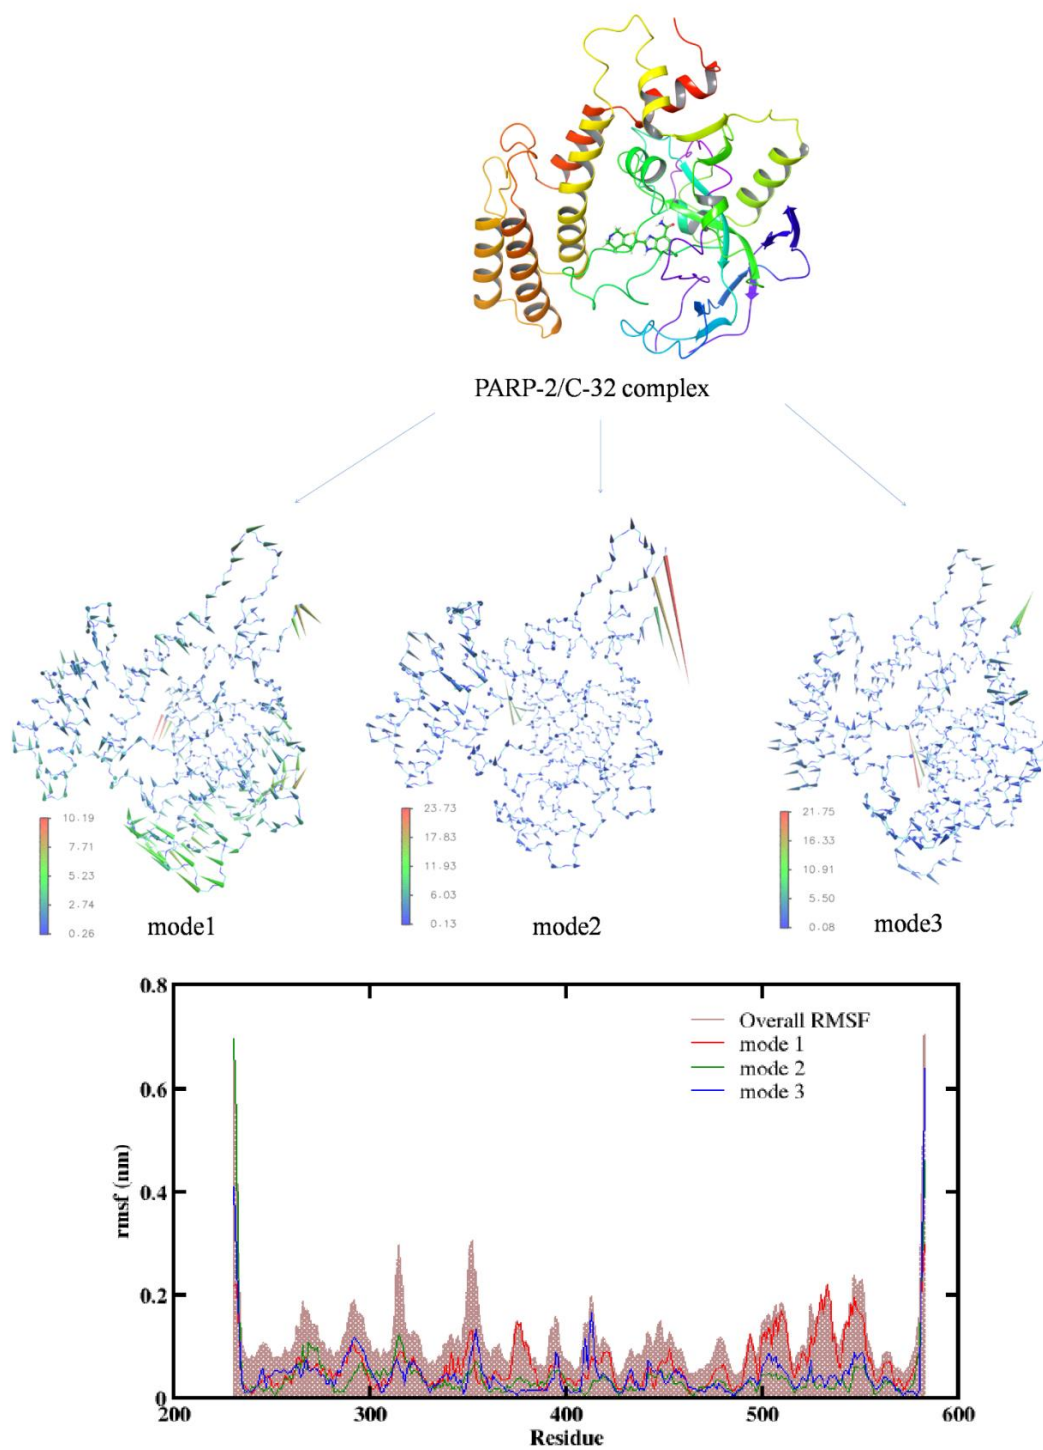 PARP-2/C-32 complex
10.19
7.71
5.23
2.74
0.26
mode1
23.73
17.83
11.93
6.03
0.13
mode2
21.75
16.33
10.91
5.50
0.08
mode3
0.8
0.6
0.4
0.2
0
rmsf (nm)
Overall RMSF
mode 1
mode 2
mode 3
200 300 400 500 600
Residue